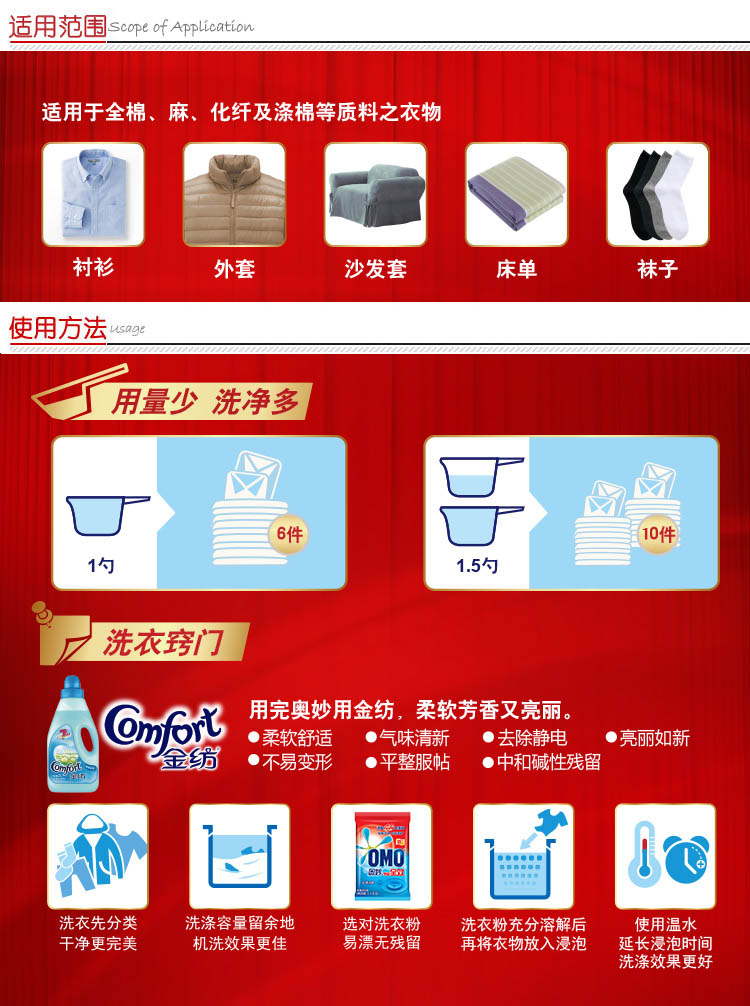 适用范围 Scope of Application
适用于全棉、麻、化纤及涤棉等质料之衣物
衬衫 外套 沙发套 床单 袜子
使用方法 Usage
用量少 洗净多
6件 10件
1勺 1.5勺
洗衣窍门
用完奥妙用金纺，柔软芳香又亮丽。
Comfort
金纺
●柔软舒适 ●气味清新 ●去除静电 ●亮丽如新
●不易变形 ●平整服帖 ●中和碱性残留
Comfort
OMO
奥妙 全效
洗衣先分类
干净更完美
洗涤容量留余地
机洗效果更佳
选对洗衣粉
易漂无残留
洗衣粉充分溶解后
再将衣物放入浸泡
使用温水
延长浸泡时间
洗涤效果更好